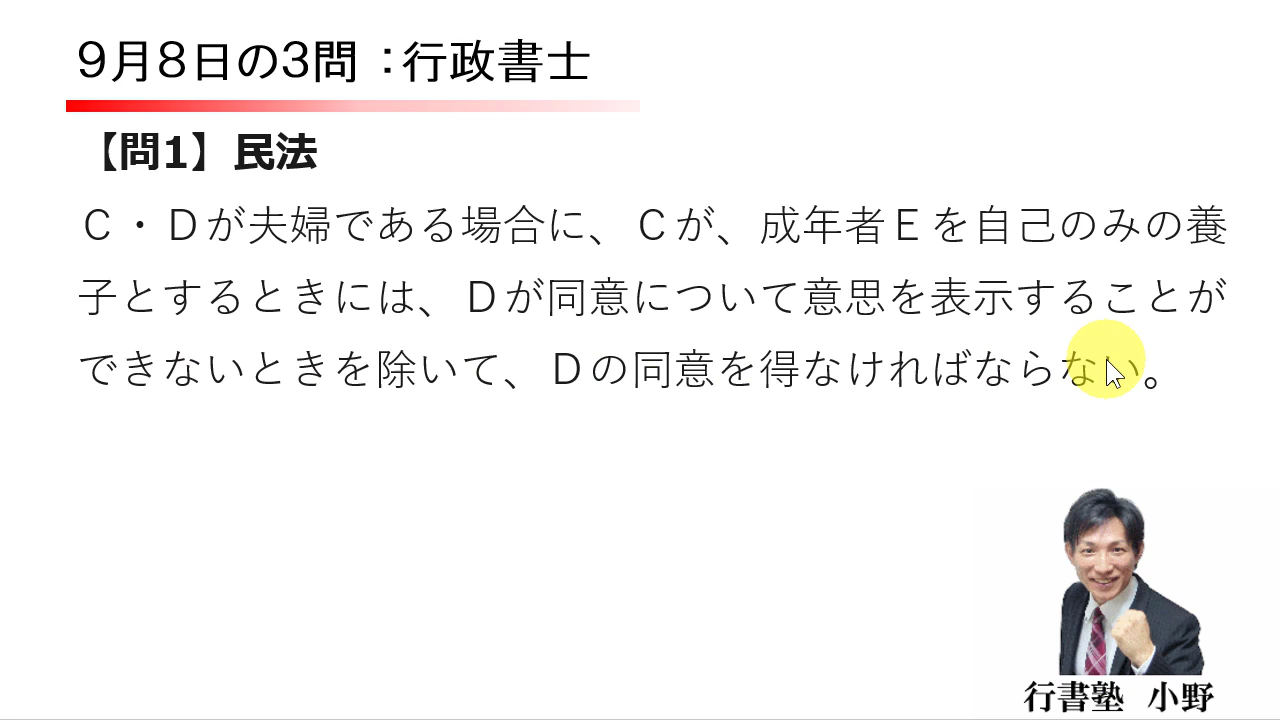 9月8日の3問：行政書士
【問1】民法
Ｃ・Ｄが夫婦である場合に、Ｃが、成年者Ｅを自己のみの養
子とするときには、Ｄが同意について意思を表示することが
できないときを除いて、Ｄの同意を得なければならない。
行書塾 小野